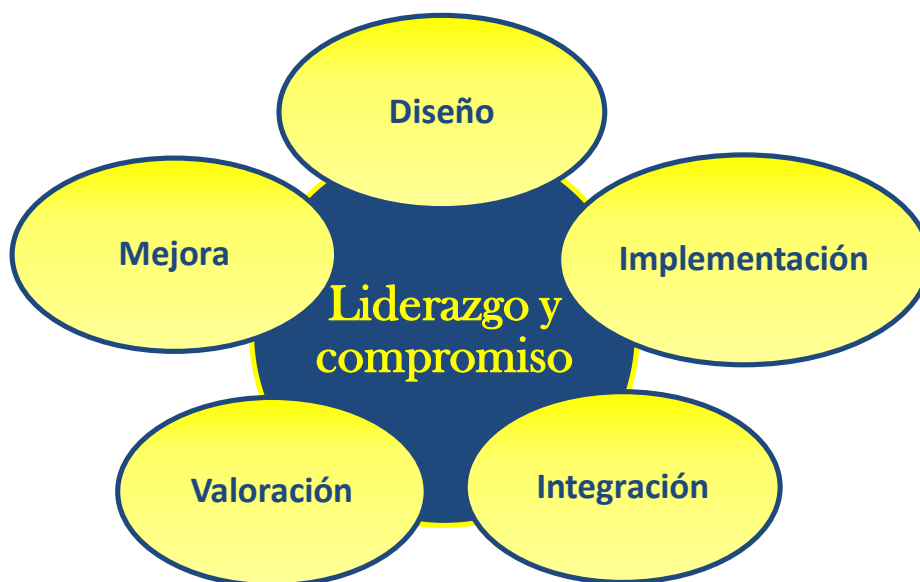 Diseño
Mejora
Implementación
Liderazgo y
compromiso
Valoración
Integración